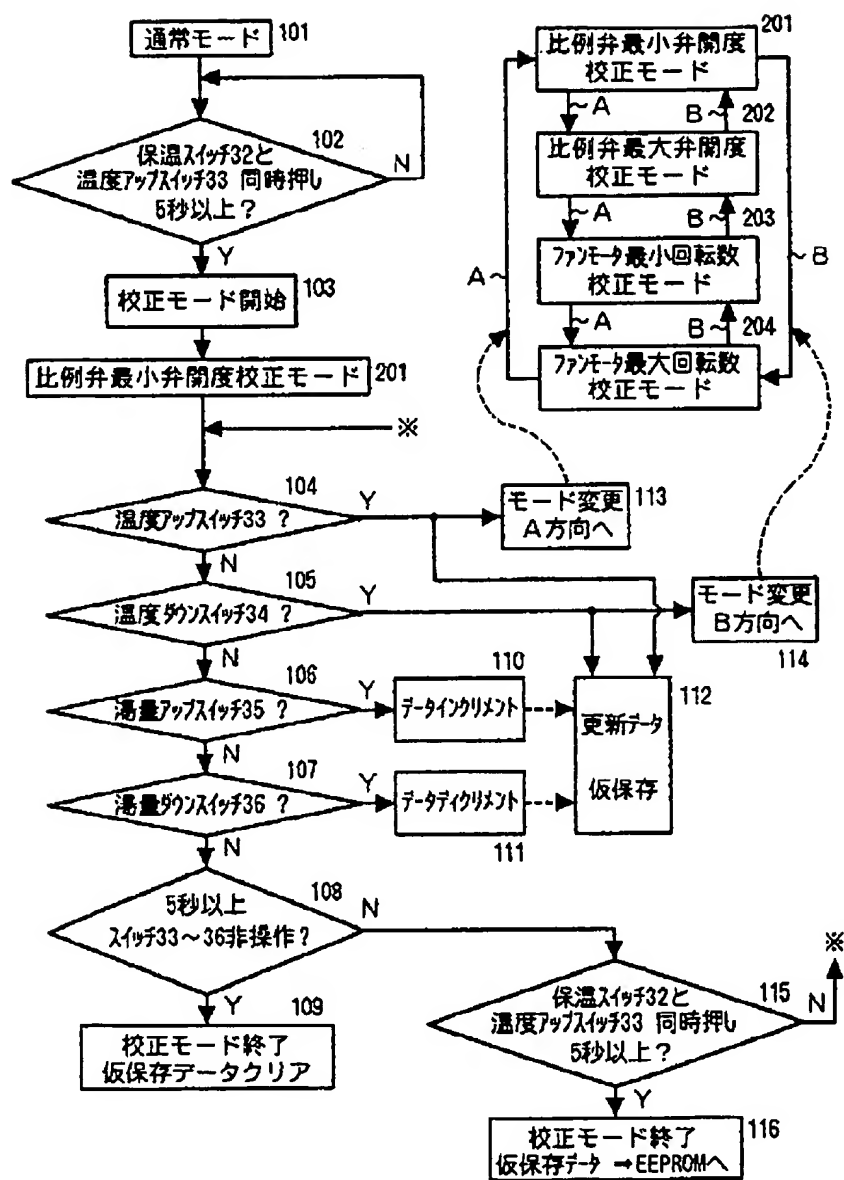 通常モード
101
保温スイッチ32と
温度アップスイッチ33 同時押し
5秒以上?
102
N
Y
校正モード開始
103
比例弁最小弁開度校正モード
201
※
温度アップスイッチ33 ?
104
Y
N
モード変更
A方向へ
113
温度ダウンスイッチ34 ?
105
Y
N
モード変更
B方向へ
114
湯量アップスイッチ35 ?
106
Y
N
データインクリメント
110
更新データ
仮保存
112
湯量ダウンスイッチ36 ?
107
Y
N
データディクリメント
111
5秒以上
スイッチ33~36非操作?
108
N
Y
校正モード終了
仮保存データクリア
109
保温スイッチ32と
温度アップスイッチ33 同時押し
5秒以上?
115
N
※
Y
校正モード終了
仮保存データ →EEPROMへ
116
比例弁最小弁開度
校正モード
201
~A
B~
202
比例弁最大弁開度
校正モード
~A
B~
203
ファンモータ最小回転数
校正モード
~A
B~
204
ファンモータ最大回転数
校正モード
A~
~B